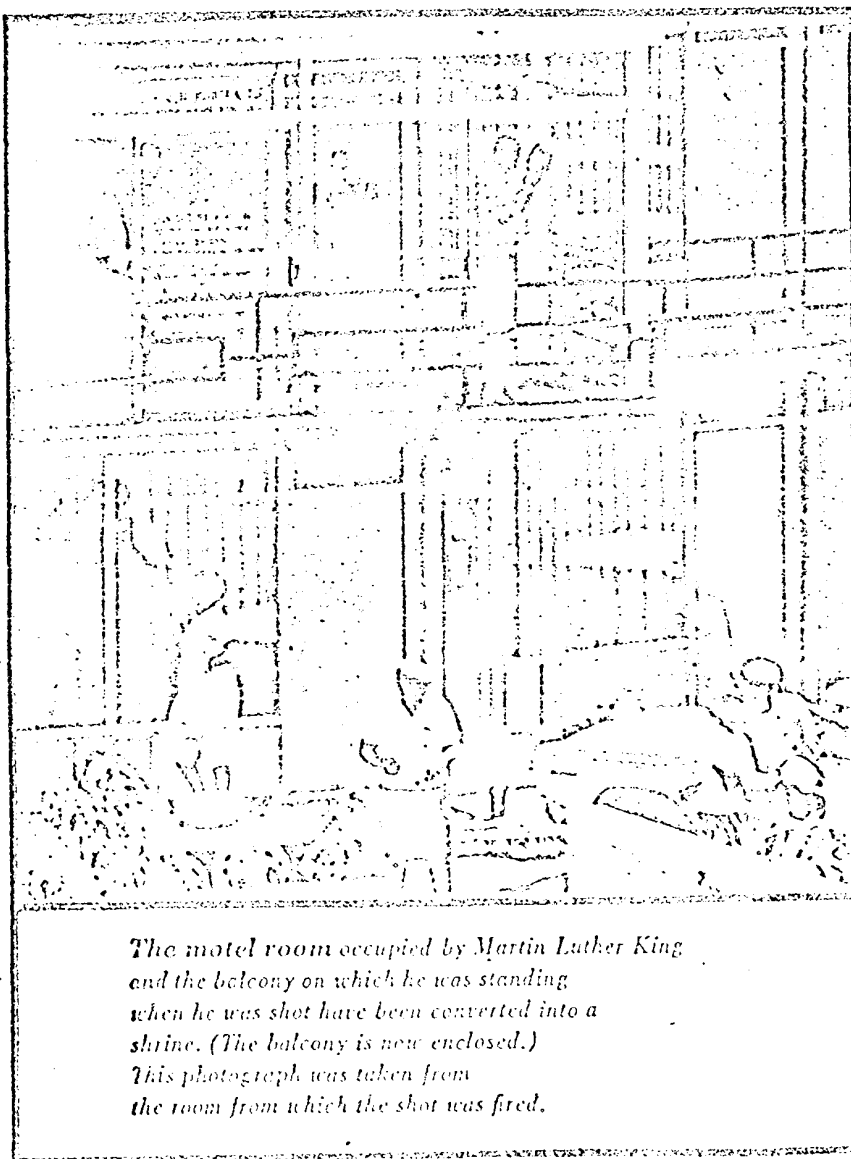 The motel room occupied by Martin Luther King
and the balcony on which he was standing
when he was shot have been converted into a
shrine. (The balcony is now enclosed.)
This photograph was taken from
the room from which the shot was fired.